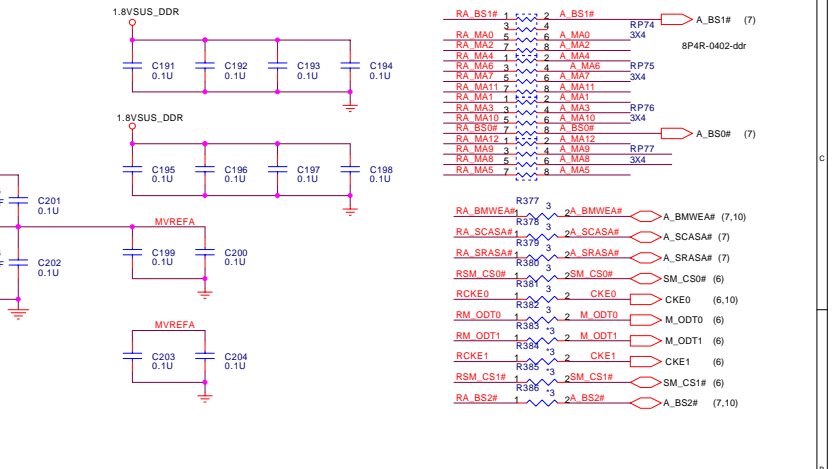 1.8VSUS_DDR
C191
0.1U
C192
0.1U
C193
0.1U
C194
0.1U
1.8VSUS_DDR
C195
0.1U
C196
0.1U
C197
0.1U
C198
0.1U
C201
0.1U
MVREFA
C199
0.1U
C200
0.1U
C202
0.1U
MVREFA
C203
0.1U
C204
0.1U
RA_BS1# 1 2 A_BS1# A_BS1# (7)
3 4 RP74
RA_MA0 5 6 A_MA0 3X4
RA_MA2 7 8 A_MA2 8P4R-0402-ddr
RA_MA4 1 2 A_MA4
RA_MA6 3 4 A_MA6 RP75
RA_MA7 5 6 A_MA7 3X4
RA_MA11 7 8 A_MA11
RA_MA1 1 2 A_MA1
RA_MA3 3 4 A_MA3 RP76
RA_MA10 5 6 A_MA10 3X4
RA_BS0# 7 8 A_BS0# A_BS0# (7)
RA_MA12 1 2 A_MA12
RA_MA9 3 4 A_MA9 RP77
RA_MA8 5 6 A_MA8 3X4
RA_MA5 7 8 A_MA5
R377 3
RA_BMWEA# 1 2 A_BMWEA# A_BMWEA# (7,10)
R378 3
RA_SCASA# 1 2 A_SCASA# A_SCASA# (7)
R379 3
RA_SRASA# 1 2 A_SRASA# A_SRASA# (7)
R380 3
RSM_CS0# 1 2 SM_CS0# SM_CS0# (6)
R381 3
RCKE0 1 2 CKE0 CKE0 (6,10)
R382 3
RM_ODT0 1 2 M_ODT0 M_ODT0 (6)
R383 *3
RM_ODT1 1 2 M_ODT1 M_ODT1 (6)
R384 *3
RCKE1 1 2 CKE1 CKE1 (6)
R385 *3
RSM_CS1# 1 2 SM_CS1# SM_CS1# (6)
R386 *3
RA_BS2# 1 2 A_BS2# A_BS2# (7,10)
C